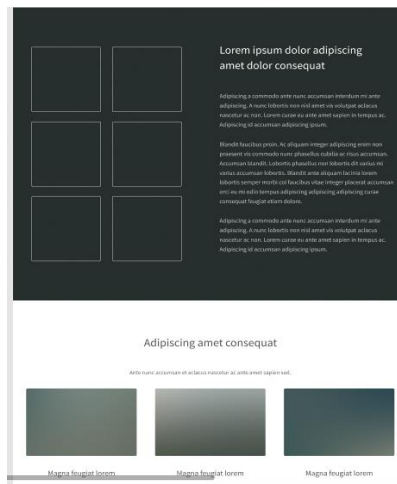 Lorem ipsum dolor adipiscing
amet dolor consequat
Adipiscing a commodo ante nunc accumsan interdum mi ante
adipiscing. A nunc lobortis non nisl amet vis volutpat aclacus
nascetur ac non. Lorem curae eu ante amet sapien in tempus ac.
Adipiscing id accumsan adipiscing ipsum.
Blandit faucibus proin. Ac aliquam integer adipiscing enim non
praesent vis commodo nunc phasellus cubilia ac risus accumsan.
Accumsan blandit. Lobortis phasellus non lobortis dit varius mi
varius accumsan lobortis. Blandit ante aliquam lacinia lorem
lobortis semper morbi col faucibus vitae integer placerat accumsan
orci eu mi odio tempus adipiscing adipiscing adipiscing curae
consequat feugiat etiam dolore.
Adipiscing a commodo ante nunc accumsan interdum mi ante
adipiscing. A nunc lobortis non nisl amet vis volutpat aclacus
nascetur ac non. Lorem curae eu ante amet sapien in tempus ac.
Adipiscing id accumsan adipiscing ipsum.
Adipiscing amet consequat
Ante nunc accumsan et aclacus nascetur ac ante amet sapien sed.
Magna feugiat lorem Magna feugiat lorem Magna feugiat lorem